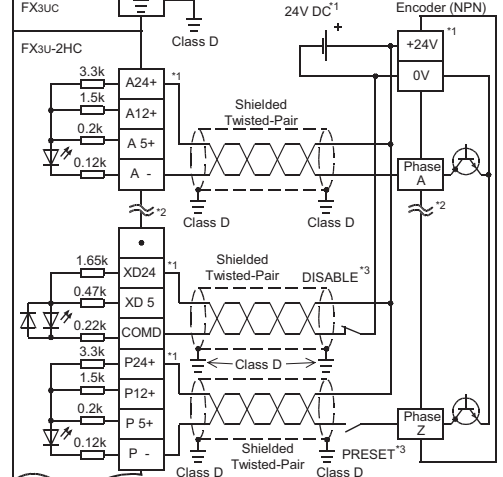 FX3UC
Class D
24V DC*1
Encoder (NPN)
FX3U-2HC
+24V
*1
0V
3.3k
A24+
*1
1.5k
A12+
0.2k
A 5+
0.12k
A -
Shielded
Twisted-Pair
Phase
A
*2
*2
Class D
Class D
1.65k
XD24
*1
0.47k
XD 5
0.22k
COMD
Shielded
Twisted-Pair
DISABLE*3
3.3k
P24+
*1
Class D
1.5k
P12+
0.2k
P 5+
0.12k
P -
Phase
Z
Shielded
Twisted-Pair
PRESET*3
Class D
Class D